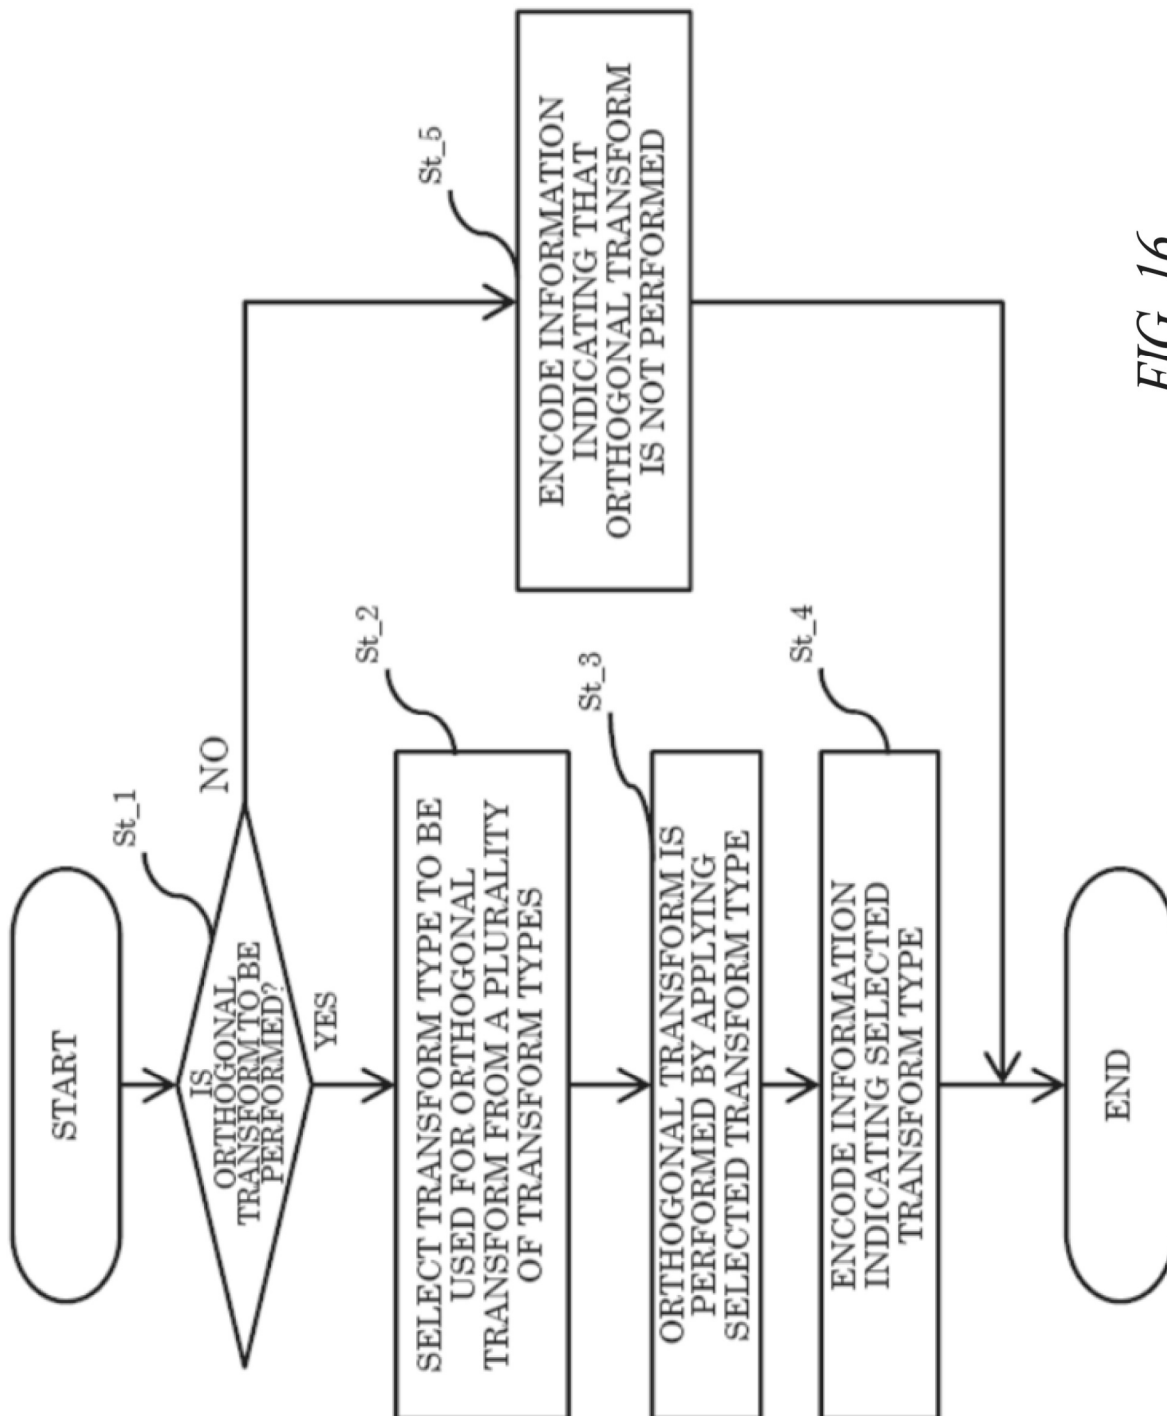 START
St_1
IS
ORTHOGONAL
TRANSFORM TO BE
PERFORMED?
NO
YES
St_2
SELECT TRANSFORM TYPE TO BE
USED FOR ORTHOGONAL
TRANSFORM FROM A PLURALITY
OF TRANSFORM TYPES
St_3
ORTHOGONAL TRANSFORM IS
PERFORMED BY APPLYING
SELECTED TRANSFORM TYPE
St_4
ENCODE INFORMATION
INDICATING SELECTED
TRANSFORM TYPE
St_5
ENCODE INFORMATION
INDICATING THAT
ORTHOGONAL TRANSFORM
IS NOT PERFORMED
END
FIG. 16